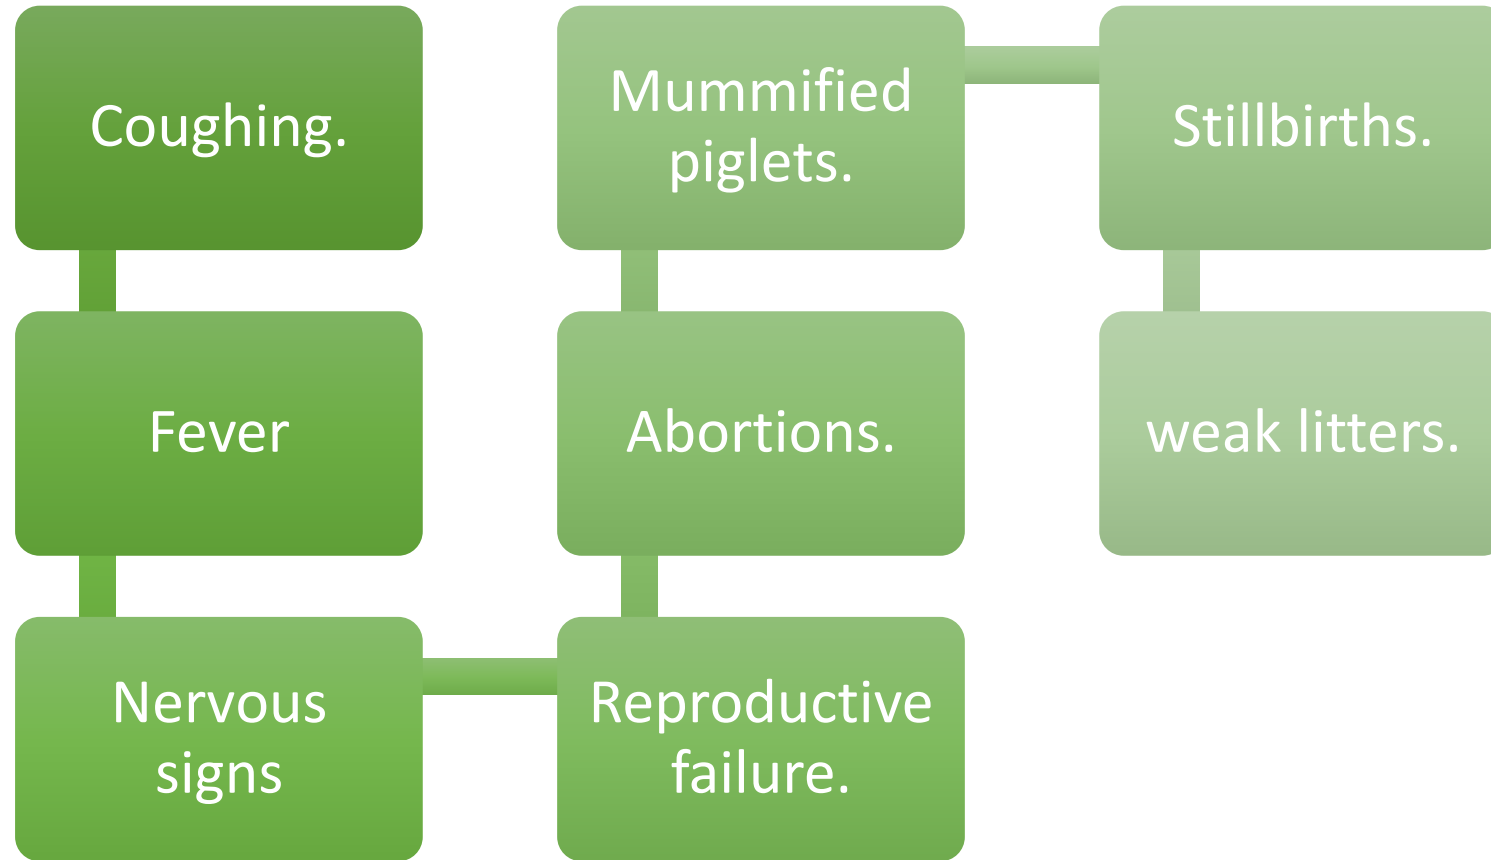 Coughing.
Fever
Nervous
signs
Reproductive
failure.
Abortions.
Mummified
piglets.
Stillbirths.
weak litters.